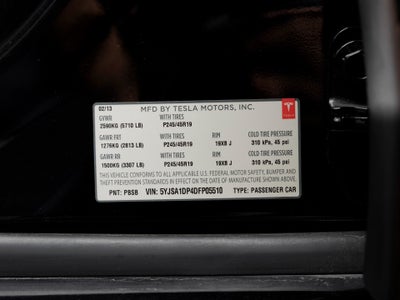 02/13 MFD BY TESLA MOTORS, INC.
GVWR WITH TIRES
2590KG (5710 LB) P245/45R19
GAWR FRT WITH TIRES RIM COLD TIRE PRESSURE
1276KG (2813 LB) P245/45R19 19X8 J 310 kPa, 45 psi
GAWR RR WITH TIRES RIM COLD TIRE PRESSURE
1500KG (3307 LB) P245/45R19 19X8 J 310 kPa, 45 psi
THIS VEHICLE CONFORMS TO ALL APPLICABLE U.S. FEDERAL MOTOR VEHICLE SAFETY, BUMPER AND
THEFT PREVENTION STANDARDS IN EFFECT ON THE DATE OF MANUFACTURE SHOWN ABOVE.
PNT: PBSB VIN: 5YJSA1DP4DFP05510 TYPE: PASSENGER CAR